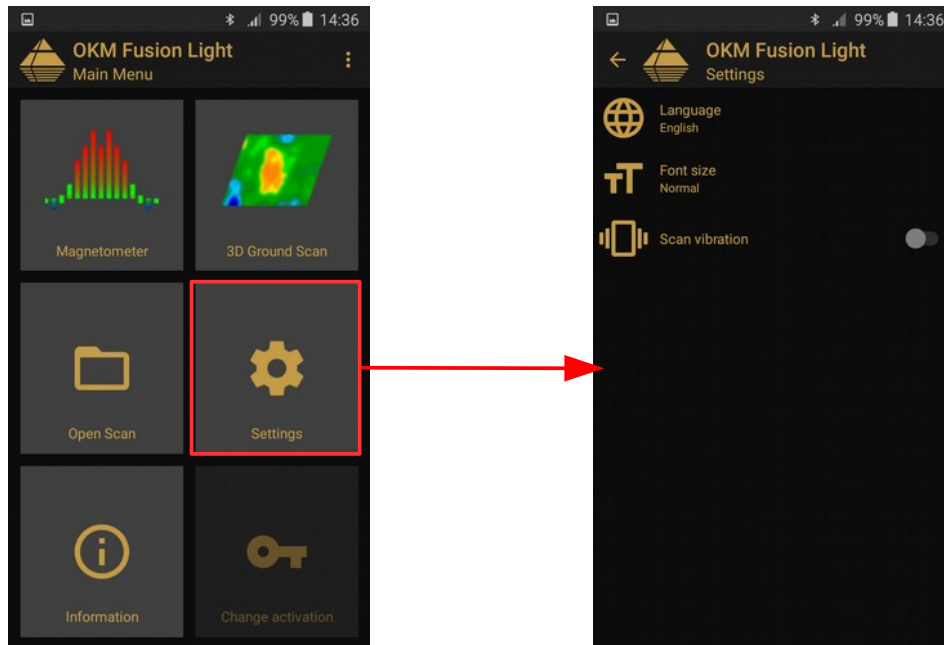 99% 14:36
OKM Fusion Light
Main Menu
Magnetometer
3D Ground Scan
Open Scan
Settings
Information
Change activation
99% 14:36
OKM Fusion Light
Settings
Language
English
Font size
Normal
Scan vibration